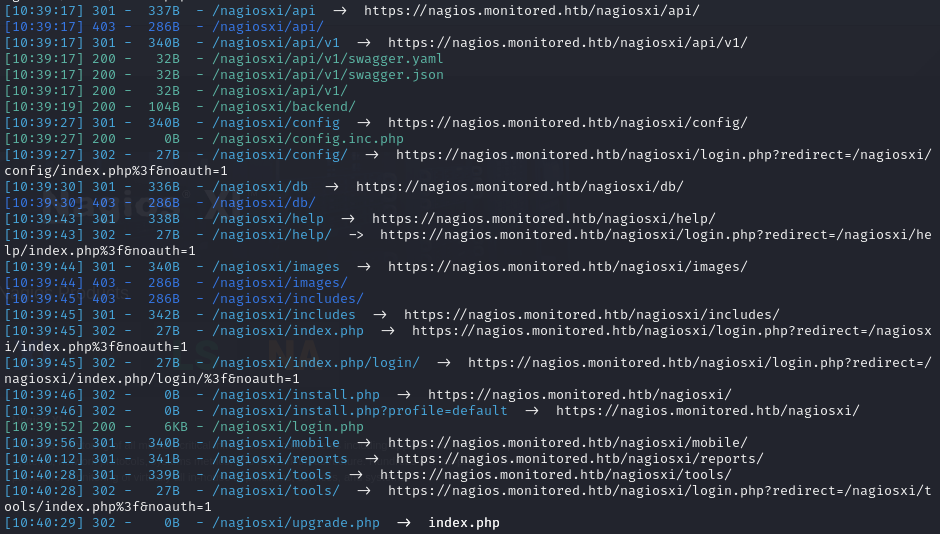 [10:39:17] 301 -  337B  - /nagiosxi/api  ->  https://nagios.monitored.htb/nagiosxi/api/
[10:39:17] 403 -  286B  - /nagiosxi/api/
[10:39:17] 301 -  340B  - /nagiosxi/api/v1  ->  https://nagios.monitored.htb/nagiosxi/api/v1/
[10:39:17] 200 -   32B  - /nagiosxi/api/v1/swagger.yaml
[10:39:17] 200 -   32B  - /nagiosxi/api/v1/swagger.json
[10:39:17] 200 -   32B  - /nagiosxi/api/v1/
[10:39:19] 200 -  104B  - /nagiosxi/backend/
[10:39:27] 301 -  340B  - /nagiosxi/config  ->  https://nagios.monitored.htb/nagiosxi/config/
[10:39:27] 200 -    0B  - /nagiosxi/config.inc.php
[10:39:27] 302 -   27B  - /nagiosxi/config/  ->  https://nagios.monitored.htb/nagiosxi/login.php?redirect=/nagiosxi/
config/index.php%3f&noauth=1
[10:39:30] 301 -  336B  - /nagiosxi/db  ->  https://nagios.monitored.htb/nagiosxi/db/
[10:39:30] 403 -  286B  - /nagiosxi/db/
[10:39:43] 301 -  338B  - /nagiosxi/help  ->  https://nagios.monitored.htb/nagiosxi/help/
[10:39:43] 302 -   27B  - /nagiosxi/help/  ->  https://nagios.monitored.htb/nagiosxi/login.php?redirect=/nagiosxi/he
lp/index.php%3f&noauth=1
[10:39:44] 301 -  340B  - /nagiosxi/images  ->  https://nagios.monitored.htb/nagiosxi/images/
[10:39:44] 403 -  286B  - /nagiosxi/images/
[10:39:45] 403 -  286B  - /nagiosxi/includes/
[10:39:45] 301 -  342B  - /nagiosxi/includes  ->  https://nagios.monitored.htb/nagiosxi/includes/
[10:39:45] 302 -   27B  - /nagiosxi/index.php  ->  https://nagios.monitored.htb/nagiosxi/login.php?redirect=/nagiosx
i/index.php%3f&noauth=1
[10:39:45] 302 -   27B  - /nagiosxi/index.php/login/  ->  https://nagios.monitored.htb/nagiosxi/login.php?redirect=/
nagiosxi/index.php/login/%3f&noauth=1
[10:39:46] 302 -    0B  - /nagiosxi/install.php  ->  https://nagios.monitored.htb/nagiosxi/
[10:39:46] 302 -    0B  - /nagiosxi/install.php?profile=default  ->  https://nagios.monitored.htb/nagiosxi/
[10:39:52] 200 -    6KB - /nagiosxi/login.php
[10:39:56] 301 -  340B  - /nagiosxi/mobile  ->  https://nagios.monitored.htb/nagiosxi/mobile/
[10:40:12] 301 -  341B  - /nagiosxi/reports  ->  https://nagios.monitored.htb/nagiosxi/reports/
[10:40:28] 301 -  339B  - /nagiosxi/tools  ->  https://nagios.monitored.htb/nagiosxi/tools/
[10:40:28] 302 -   27B  - /nagiosxi/tools/  ->  https://nagios.monitored.htb/nagiosxi/login.php?redirect=/nagiosxi/t
ools/index.php%3f&noauth=1
[10:40:29] 302 -    0B  - /nagiosxi/upgrade.php  ->  index.php